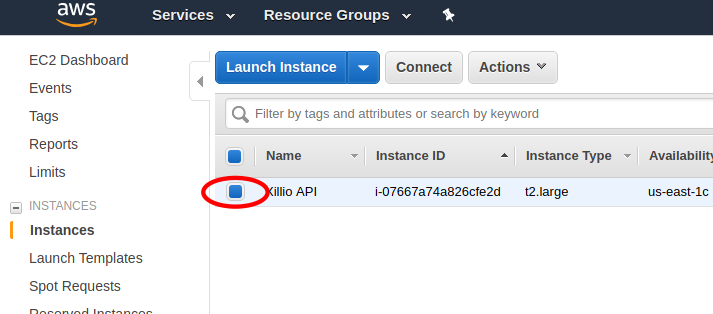 aws
Services
Resource Groups
EC2 Dashboard
Events
Tags
Reports
Limits
INSTANCES
Instances
Launch Templates
Spot Requests
Reserved Instances
Launch Instance
Connect
Actions
Filter by tags and attributes or search by keyword
Name Instance ID Instance Type Availability
Xillio API i-07667a74a826cfe2d t2.large us-east-1c